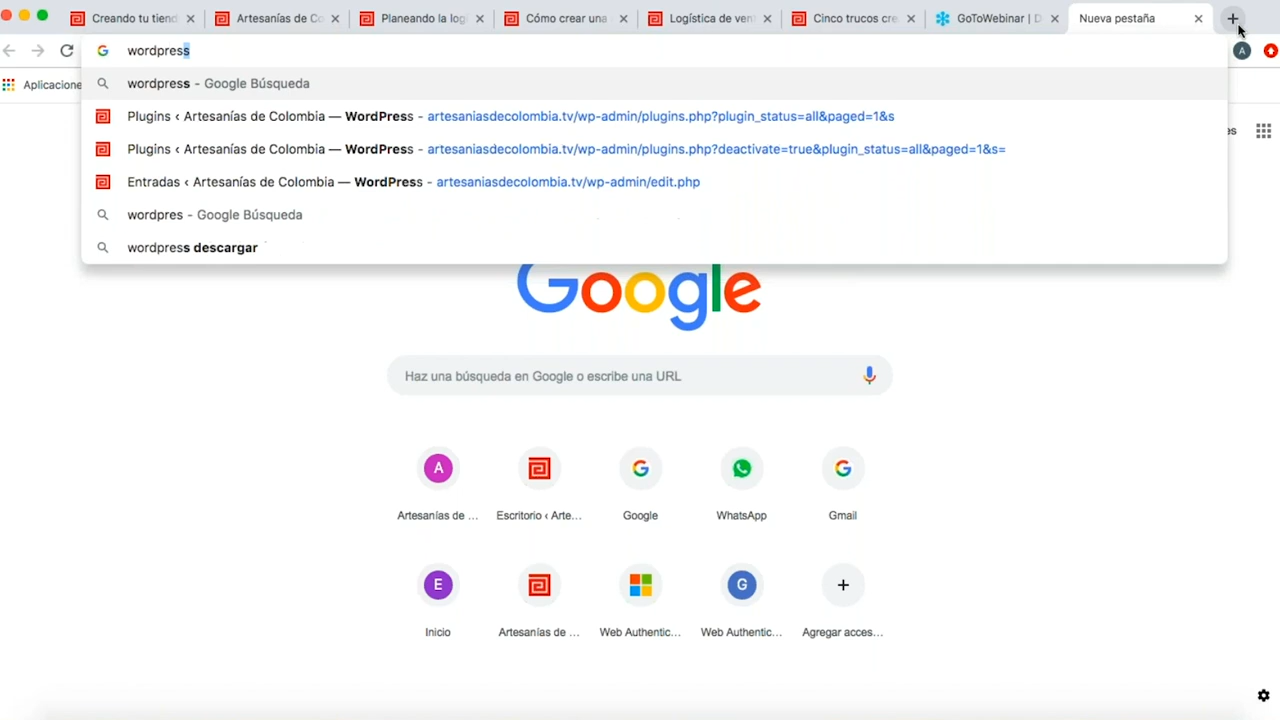 Creando tu tiend
Artesanías de Co
Planeando la logi
Cómo crear una
Logística de ven
Cinco trucos cre
GoToWebinar | D
Nueva pestaña
wordpress
A
Aplicacione
wordpress - Google Búsqueda
Plugins ‹ Artesanías de Colombia — WordPress - artesaniasdecolombia.tv/wp-admin/plugins.php?plugin_status=all&paged=1&s
Plugins ‹ Artesanías de Colombia — WordPress - artesaniasdecolombia.tv/wp-admin/plugins.php?deactivate=true&plugin_status=all&paged=1&s=
es
Entradas ‹ Artesanías de Colombia — WordPress - artesaniasdecolombia.tv/wp-admin/edit.php
wordpres - Google Búsqueda
wordpress descargar
Google
Haz una búsqueda en Google o escribe una URL
A
Artesanías de ...
Escritorio ‹ Arte...
Google
WhatsApp
Gmail
E
G
Inicio
Artesanías de ...
Web Authentic...
Web Authentic...
Agregar acces...